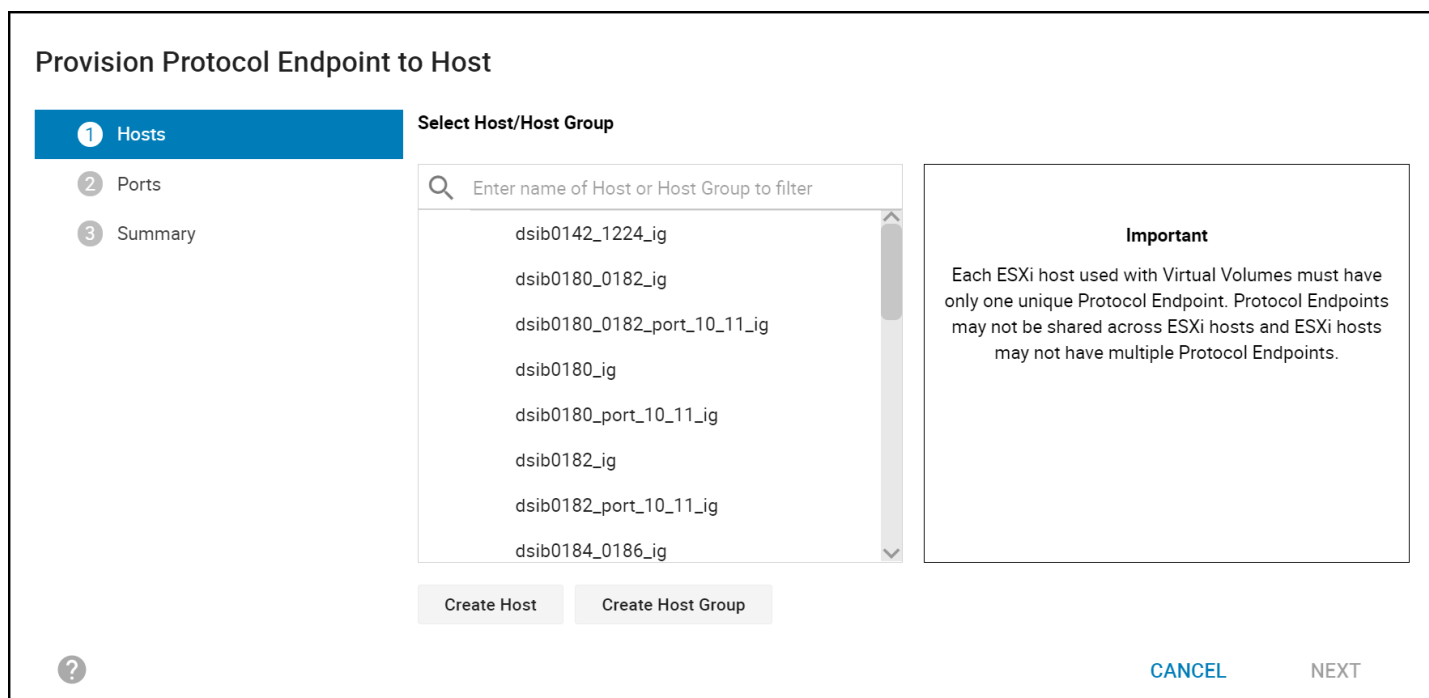 Provision Protocol Endpoint to Host
1 Hosts
2 Ports
3 Summary
Select Host/Host Group
Enter name of Host or Host Group to filter
dsib0142_1224_ig
dsib0180_0182_ig
dsib0180_0182_port_10_11_ig
dsib0180_ig
dsib0180_port_10_11_ig
dsib0182_ig
dsib0182_port_10_11_ig
dsib0184_0186_ig
Important
Each ESXi host used with Virtual Volumes must have
only one unique Protocol Endpoint. Protocol Endpoints
may not be shared across ESXi hosts and ESXi hosts
may not have multiple Protocol Endpoints.
Create Host
Create Host Group
?
CANCEL
NEXT